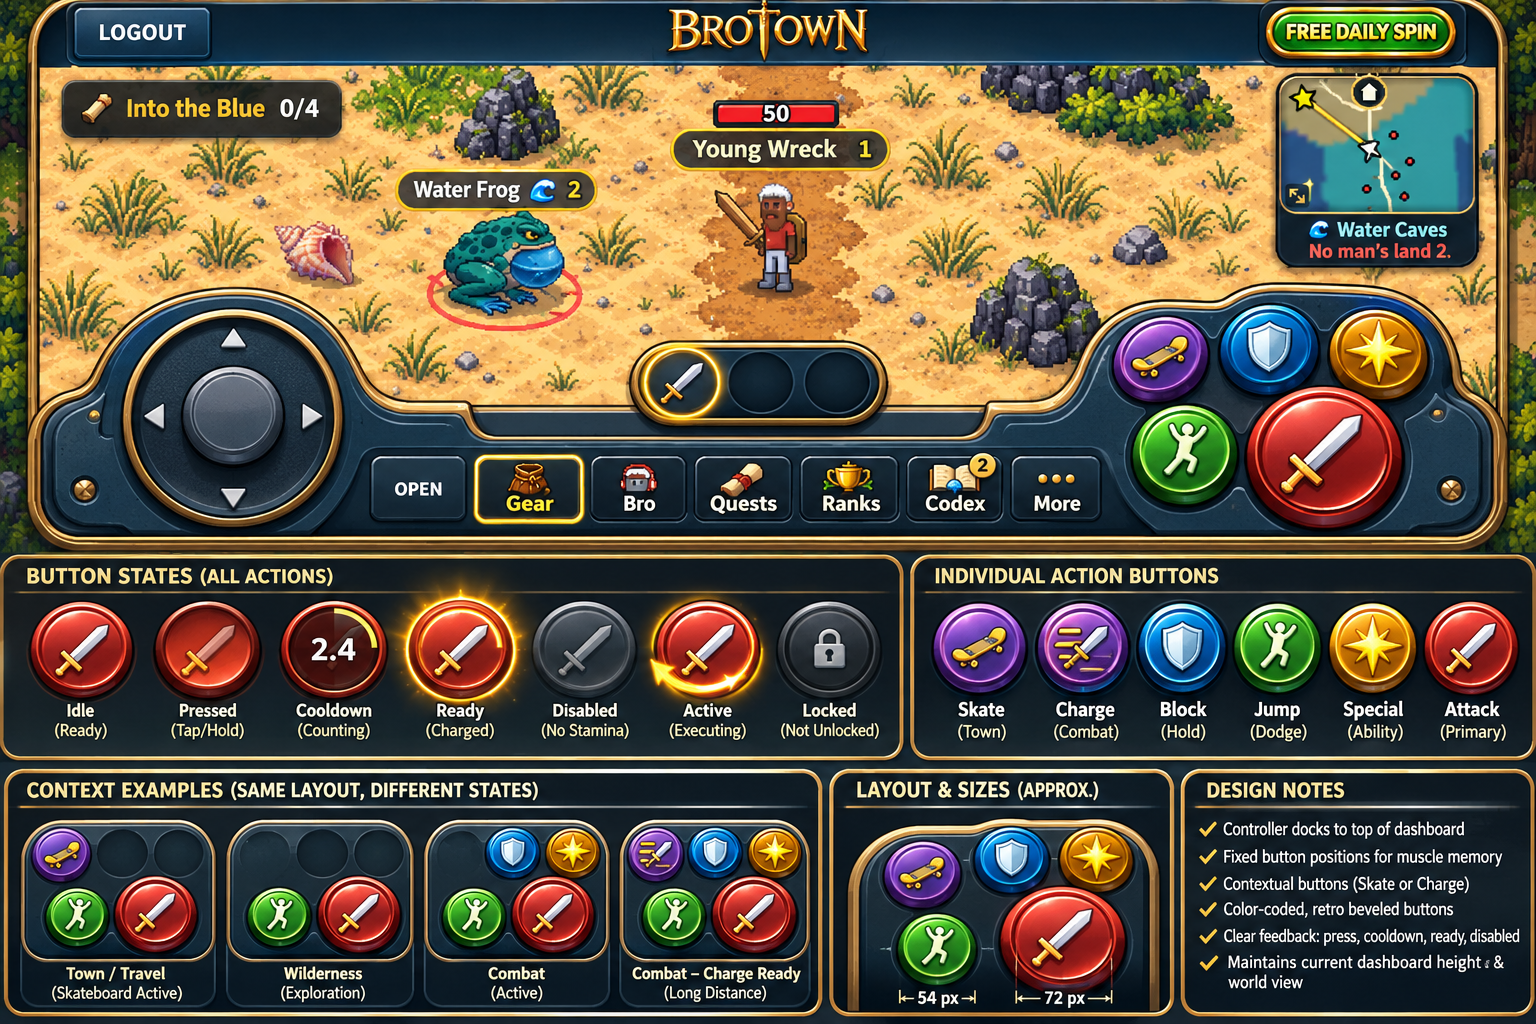 LOGOUT
BROTOWN
FREE DAILY SPIN
Into the Blue 0/4
50
Young Wreck 1
Water Frog 2
Water Caves
No man's land 2.
OPEN
Gear
Bro
Quests
Ranks
2
Codex
More
BUTTON STATES (ALL ACTIONS)
2.4
Idle
(Ready)
Pressed
(Tap/Hold)
Cooldown
(Counting)
Ready
(Charged)
Disabled
(No Stamina)
Active
(Executing)
Locked
(Not Unlocked)
INDIVIDUAL ACTION BUTTONS
Skate
(Town)
Charge
(Combat)
Block
(Hold)
Jump
(Dodge)
Special
(Ability)
Attack
(Primary)
CONTEXT EXAMPLES (SAME LAYOUT, DIFFERENT STATES)
Town / Travel
(Skateboard Active)
Wilderness
(Exploration)
Combat
(Active)
Combat – Charge Ready
(Long Distance)
LAYOUT & SIZES (APPROX.)
54 px
72 px
DESIGN NOTES
Controller docks to top of dashboard
Fixed button positions for muscle memory
Contextual buttons (Skate or Charge)
Color-coded, retro beveled buttons
Clear feedback: press, cooldown, ready, disabled
Maintains current dashboard height &
world view